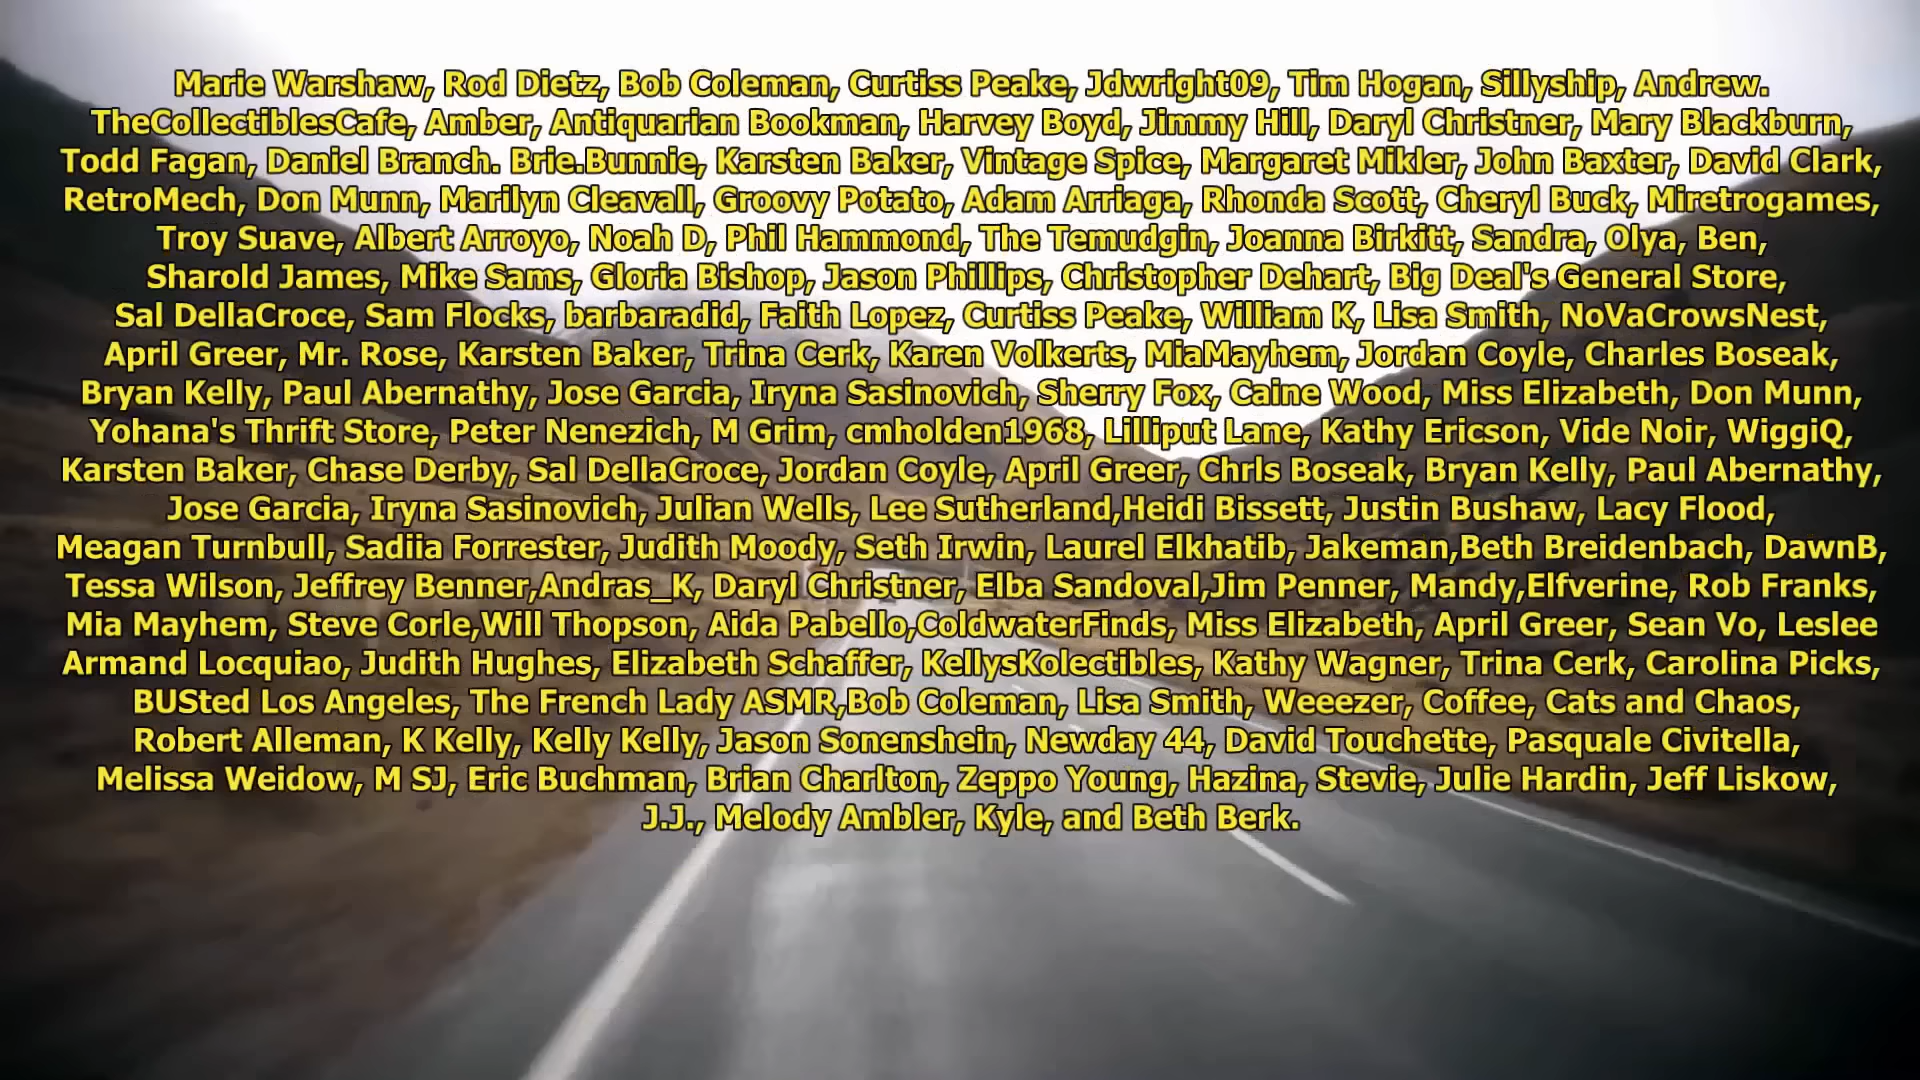 Marie Warshaw, Rod Dietz, Bob Coleman, Curtiss Peake, Jdwright09, Tim Hogan, Sillyship, Andrew.
TheCollectiblesCafe, Amber, Antiquarian Bookman, Harvey Boyd, Jimmy Hill, Daryl Christner, Mary Blackburn,
Todd Fagan, Daniel Branch. Brie.Bunnie, Karsten Baker, Vintage Spice, Margaret Mikler, John Baxter, David Clark,
RetroMech, Don Munn, Marilyn Cleavall, Groovy Potato, Adam Arriaga, Rhonda Scott, Cheryl Buck, Miretrogames,
Troy Suave, Albert Arroyo, Noah D, Phil Hammond, The Temudgin, Joanna Birkitt, Sandra, Olya, Ben,
Sharold James, Mike Sams, Gloria Bishop, Jason Phillips, Christopher Dehart, Big Deal's General Store,
Sal DellaCroce, Sam Flocks, barbaradid, Faith Lopez, Curtiss Peake, William K, Lisa Smith, NoVaCrowsNest,
April Greer, Mr. Rose, Karsten Baker, Trina Cerk, Karen Volkerts, MiaMayhem, Jordan Coyle, Charles Boseak,
Bryan Kelly, Paul Abernathy, Jose Garcia, Iryna Sasinovich, Sherry Fox, Caine Wood, Miss Elizabeth, Don Munn,
Yohana's Thrift Store, Peter Nenezich, M Grim, cmholden1968, Lilliput Lane, Kathy Ericson, Vide Noir, WiggiQ,
Karsten Baker, Chase Derby, Sal DellaCroce, Jordan Coyle, April Greer, Chrls Boseak, Bryan Kelly, Paul Abernathy,
Jose Garcia, Iryna Sasinovich, Julian Wells, Lee Sutherland,Heidi Bissett, Justin Bushaw, Lacy Flood,
Meagan Turnbull, Sadiia Forrester, Judith Moody, Seth Irwin, Laurel Elkhatib, Jakeman,Beth Breidenbach, DawnB,
Tessa Wilson, Jeffrey Benner,Andras_K, Daryl Christner, Elba Sandoval,Jim Penner, Mandy,Elfverine, Rob Franks,
Mia Mayhem, Steve Corle,Will Thopson, Aida Pabello,ColdwaterFinds, Miss Elizabeth, April Greer, Sean Vo, Leslee
Armand Locquiao, Judith Hughes, Elizabeth Schaffer, KellysKolectibles, Kathy Wagner, Trina Cerk, Carolina Picks,
BUSted Los Angeles, The French Lady ASMR,Bob Coleman, Lisa Smith, Weeezer, Coffee, Cats and Chaos,
Robert Alleman, K Kelly, Kelly Kelly, Jason Sonenshein, Newday 44, David Touchette, Pasquale Civitella,
Melissa Weidow, M SJ, Eric Buchman, Brian Charlton, Zeppo Young, Hazina, Stevie, Julie Hardin, Jeff Liskow,
J.J., Melody Ambler, Kyle, and Beth Berk.